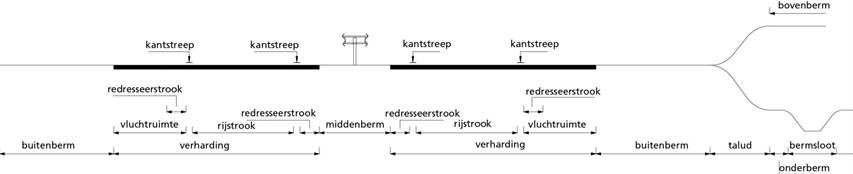 bovenberm
kantstreep kantstreep kantstreep kantstreep
redresseerstrook redresseerstrook
redresseerstrook redresseerstrook
vluchtruimte rijstrook middenberm rijstrook vluchtruimte
buitenberm verharding verharding buitenberm talud bermsloot
onderberm